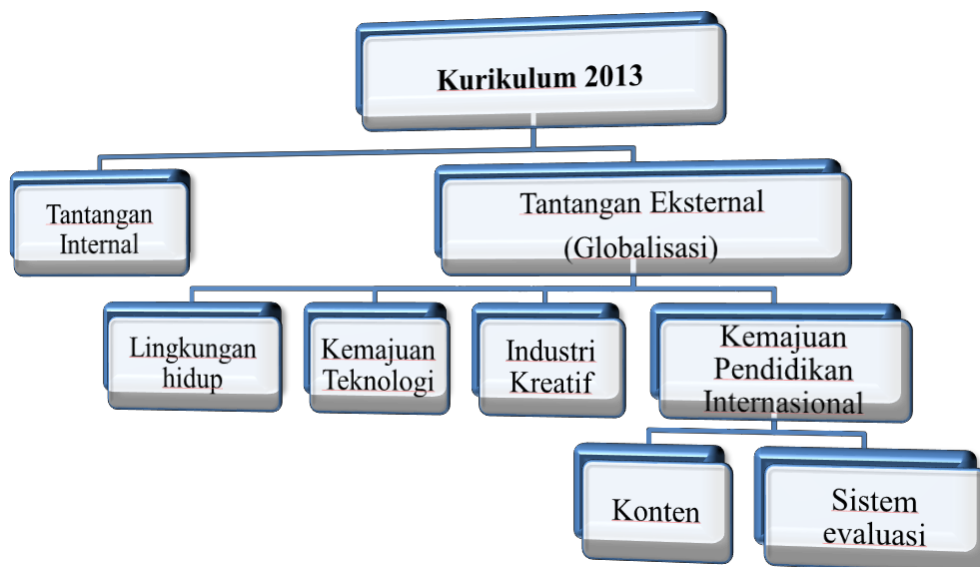 Kurikulum 2013
Tantangan
Internal
Tantangan Eksternal
(Globalisasi)
Lingkungan
hidup
Kemajuan
Teknologi
Industri
Kreatif
Kemajuan
Pendidikan
Internasional
Konten
Sistem
evaluasi